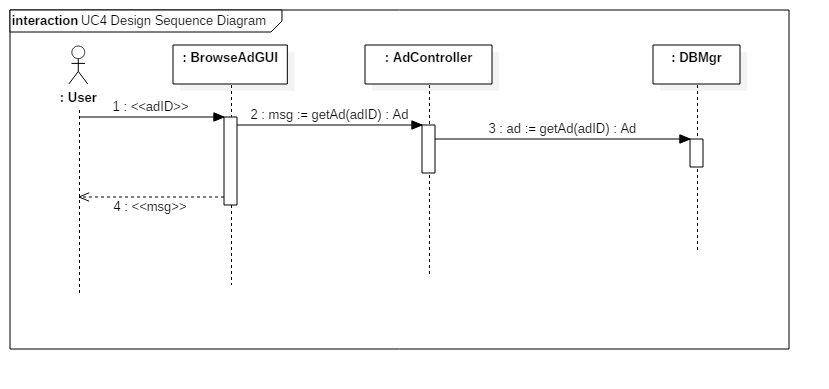 interaction UC4 Design Sequence Diagram
: BrowseAdGUI
: AdController
: DBMgr
: User
1 : <<adID>>
2 : msg := getAd(adID) : Ad
3 : ad := getAd(adID) : Ad
4 : <<msg>>